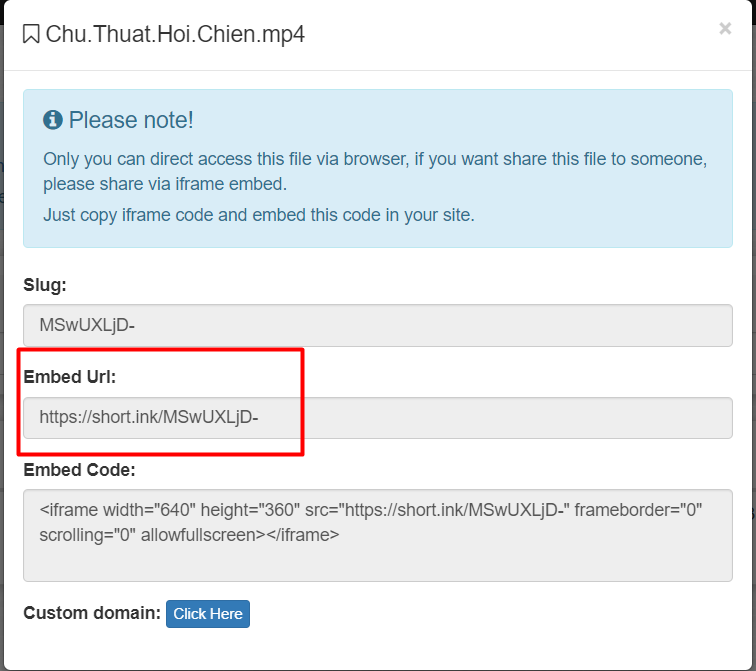 Chu.Thuat.Hoi.Chien.mp4
×
Please note!
Only you can direct access this file via browser, if you want share this file to someone,
please share via iframe embed.
Just copy iframe code and embed this code in your site.
Slug:
MSwUXLjD-
Embed Url:
https://short.ink/MSwUXLjD-
Embed Code:
<iframe width="640" height="360" src="https://short.ink/MSwUXLjD-" frameborder="0"
scrolling="0" allowfullscreen></iframe>
Custom domain: Click Here